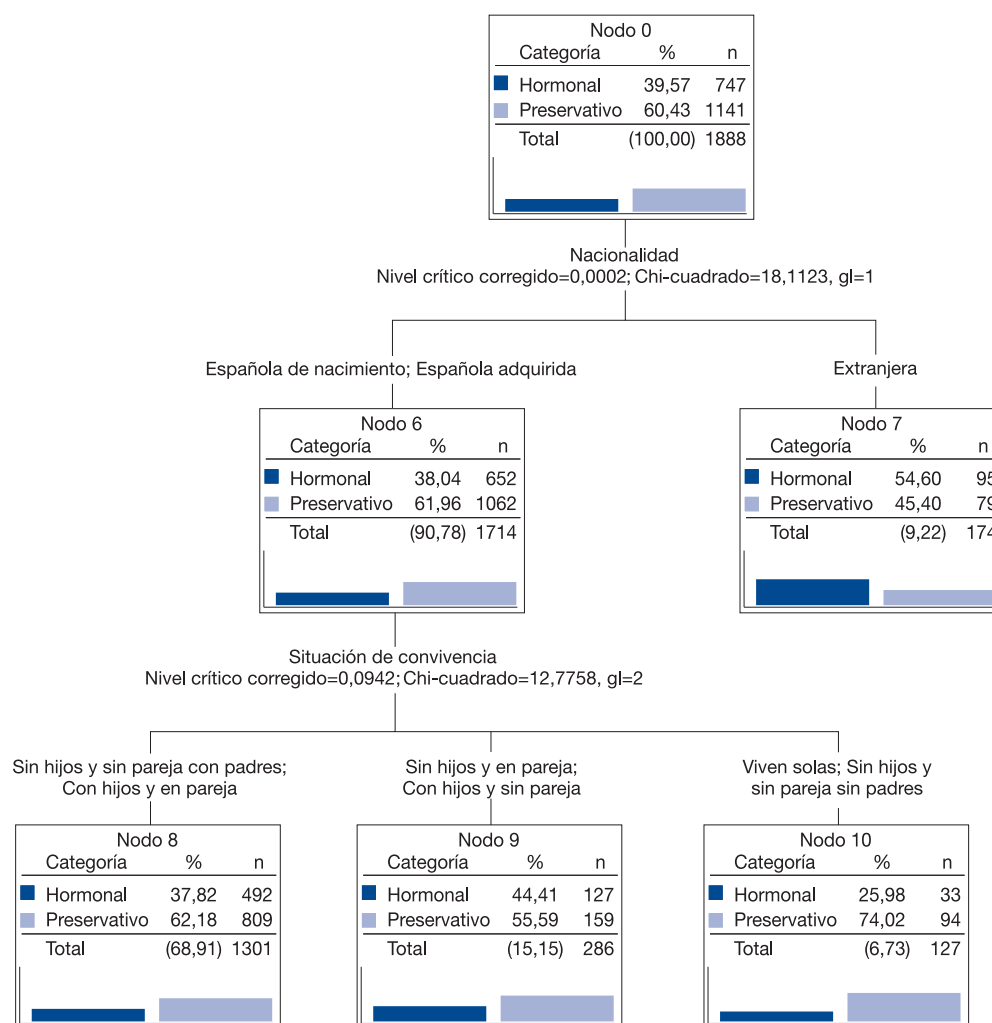 Nodo 0
Categoría % n
Hormonal 39,57 747
Preservativo 60,43 1141
Total (100,00) 1888
Nacionalidad
Nivel crítico corregido=0,0002; Chi-cuadrado=18,1123, gl=1
Española de nacimiento; Española adquirida
Nodo 6
Categoría % n
Hormonal 38,04 652
Preservativo 61,96 1062
Total (90,78) 1714
Extranjera
Nodo 7
Categoría % n
Hormonal 54,60 95
Preservativo 45,40 79
Total (9,22) 174
Situación de convivencia
Nivel crítico corregido=0,0942; Chi-cuadrado=12,7758, gl=2
Sin hijos y sin pareja con padres;
Con hijos y en pareja
Nodo 8
Categoría % n
Hormonal 37,82 492
Preservativo 62,18 809
Total (68,91) 1301
Sin hijos y en pareja;
Con hijos y sin pareja
Nodo 9
Categoría % n
Hormonal 44,41 127
Preservativo 55,59 159
Total (15,15) 286
Viven solas; Sin hijos y
sin pareja sin padres
Nodo 10
Categoría % n
Hormonal 25,98 33
Preservativo 74,02 94
Total (6,73) 127